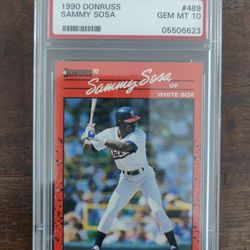 1990 DONRUSS #489
SAMMY SOSA GEM MT 10
05506623
DONRUSS 90
Sammy Sosa
OF
WHITE SOX